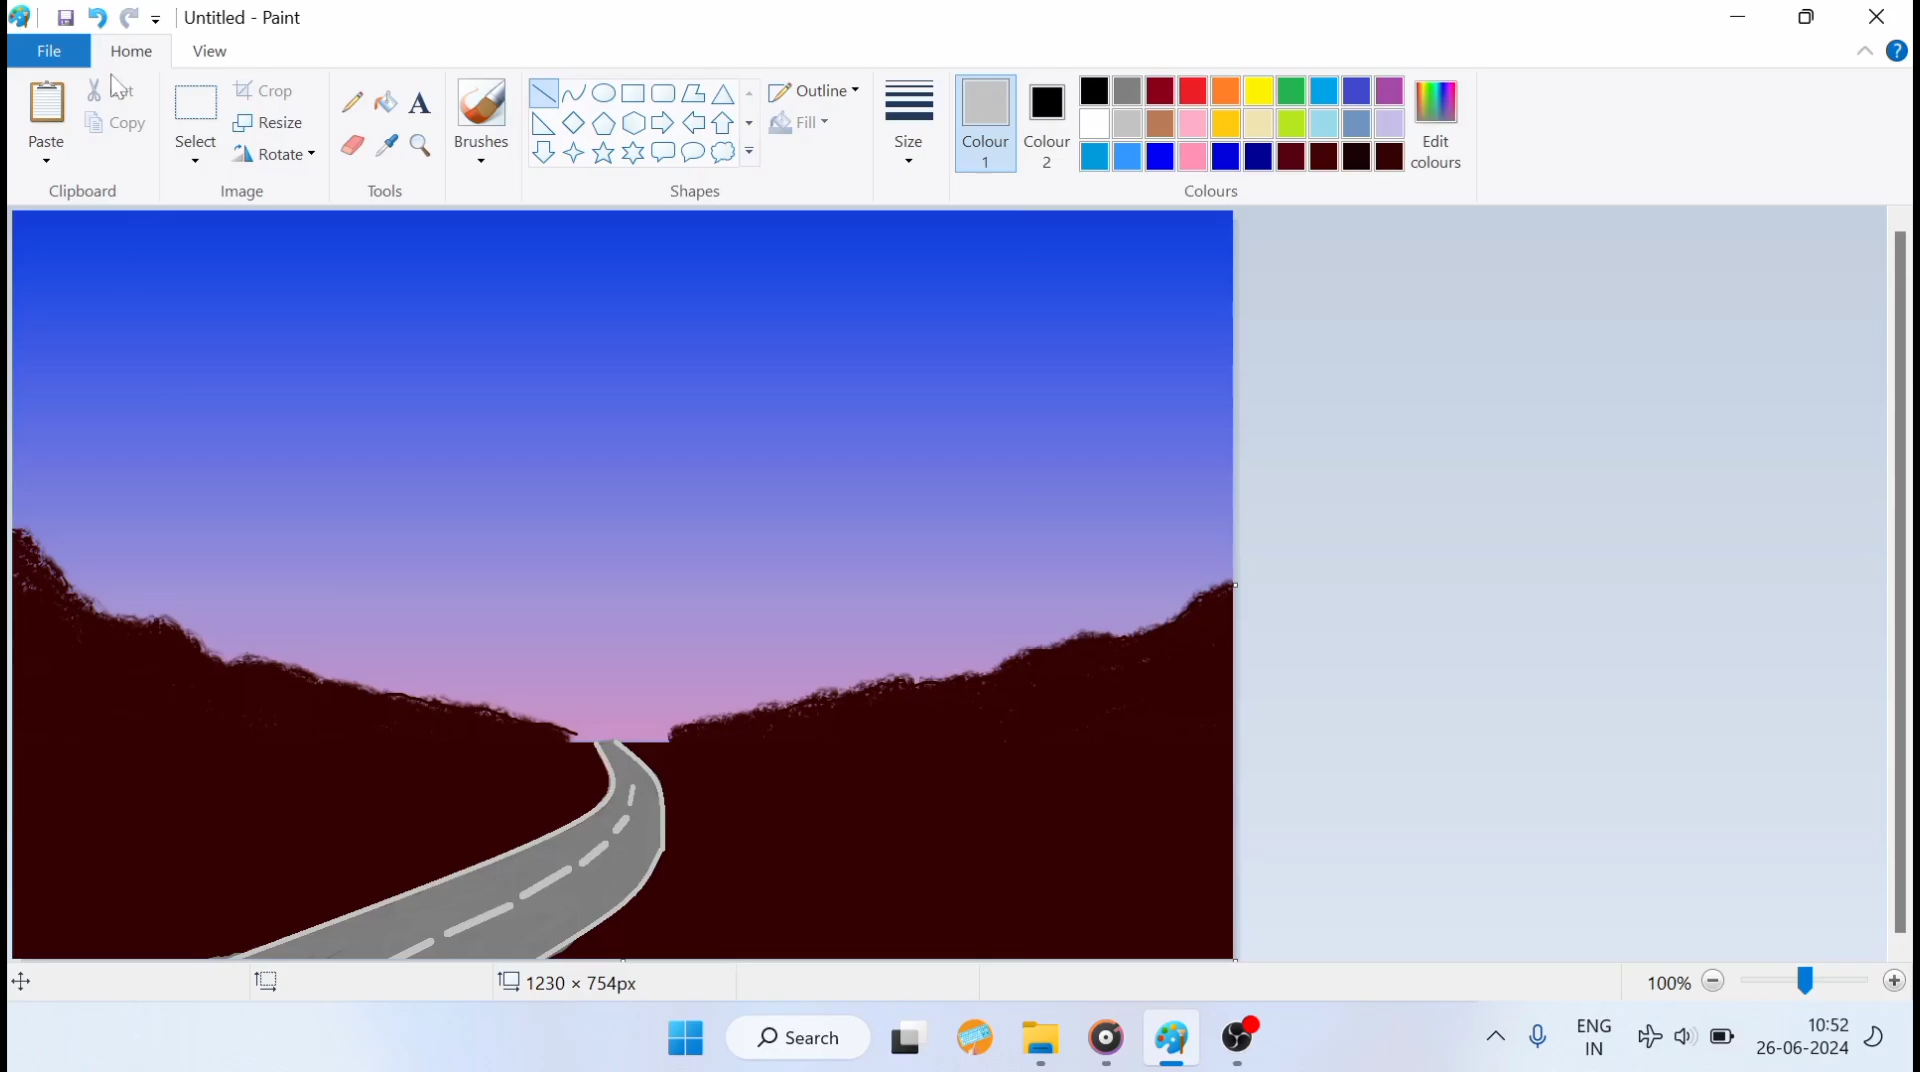 Untitled - Paint
File
Home
View
Paste
Cut
Copy
Clipboard
Select
Crop
Resize
Rotate
Image
A
Tools
Brushes
Outline
Fill
Shapes
Size
Colour
1
Colour
2
Edit
colours
Colours
?
1230 × 754px
100%
Search
ENG
IN
10:52
26-06-2024